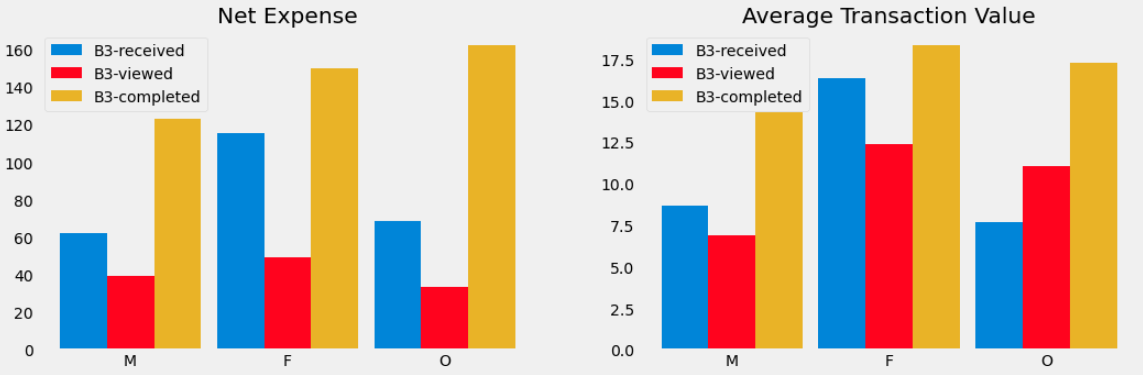 Net Expense
160
140
120
100
80
60
40
20
0
B3-received
B3-viewed
B3-completed
M
F
O
Average Transaction Value
17.5
15.0
12.5
10.0
7.5
5.0
2.5
0.0
B3-received
B3-viewed
B3-completed
M
F
O